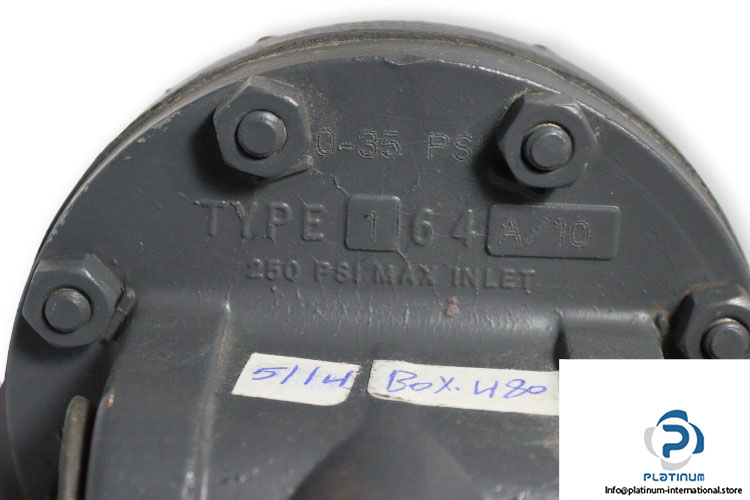 0-35 PS
TYPE 164 A/10
250 PSI MAX INLET
5114 BOX.480
PLATINUM
Info@platinum-international.store